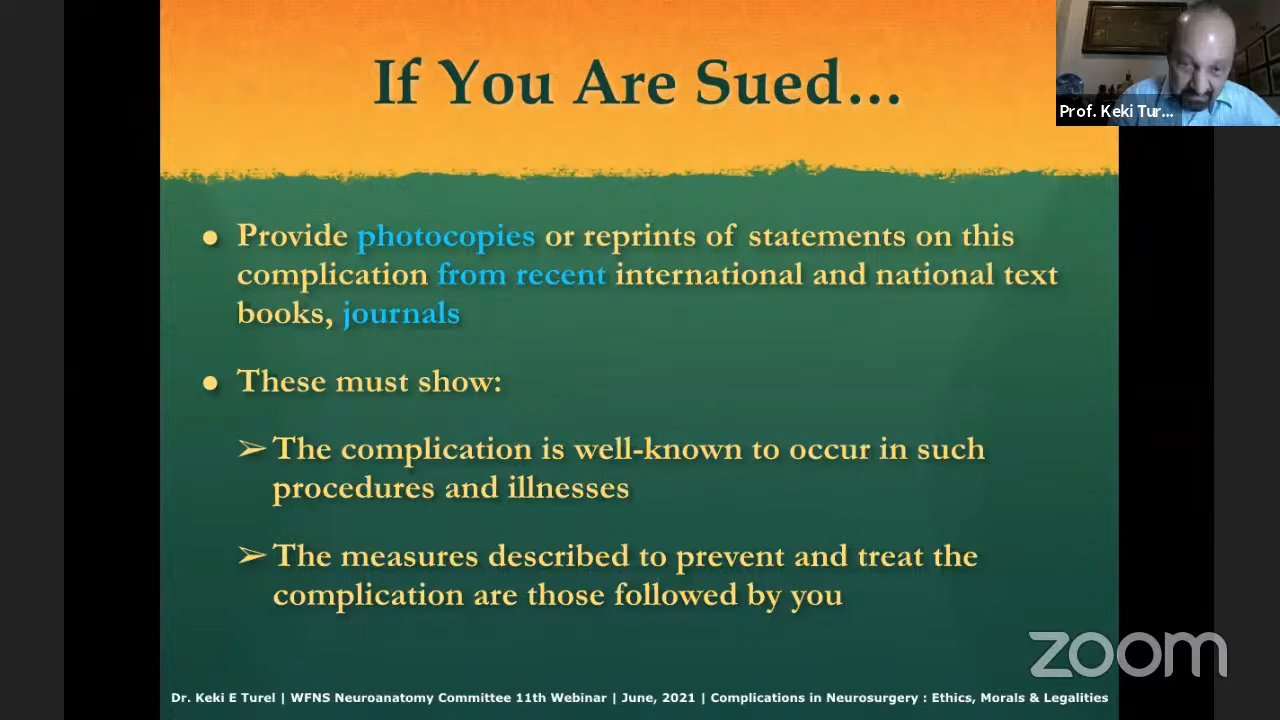 If You Are Sued...
Prof. Keki Tur...
● Provide photocopies or reprints of statements on this
complication from recent international and national text
books, journals
● These must show:
➢ The complication is well-known to occur in such
procedures and illnesses
➢ The measures described to prevent and treat the
complication are those followed by you
zoom
Dr. Keki E Turel | WFNS Neuroanatomy Committee 11th Webinar | June, 2021 | Complications in Neurosurgery : Ethics, Morals & Legalities